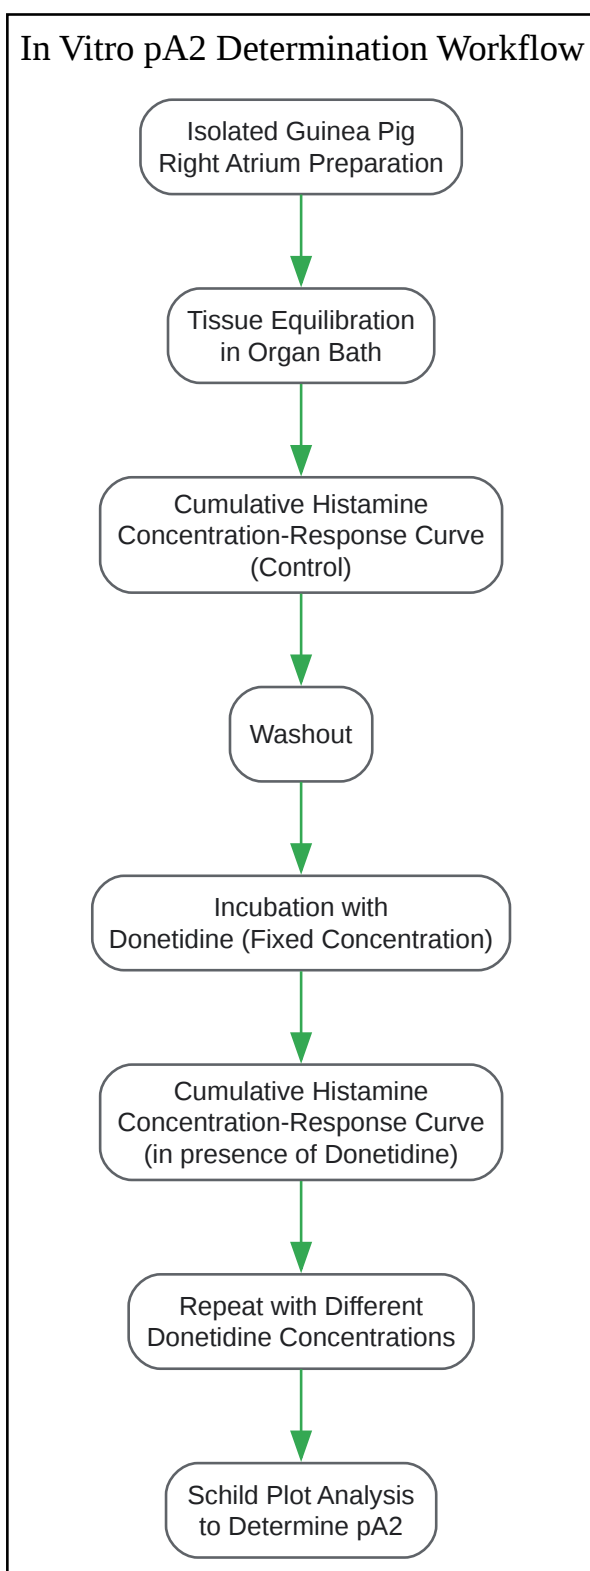 In Vitro pA2 Determination Workflow
Isolated Guinea Pig
Right Atrium Preparation
Tissue Equilibration
in Organ Bath
Cumulative Histamine
Concentration-Response Curve
(Control)
Washout
Incubation with
Donetidine (Fixed Concentration)
Cumulative Histamine
Concentration-Response Curve
(in presence of Donetidine)
Repeat with Different
Donetidine Concentrations
Schild Plot Analysis
to Determine pA2